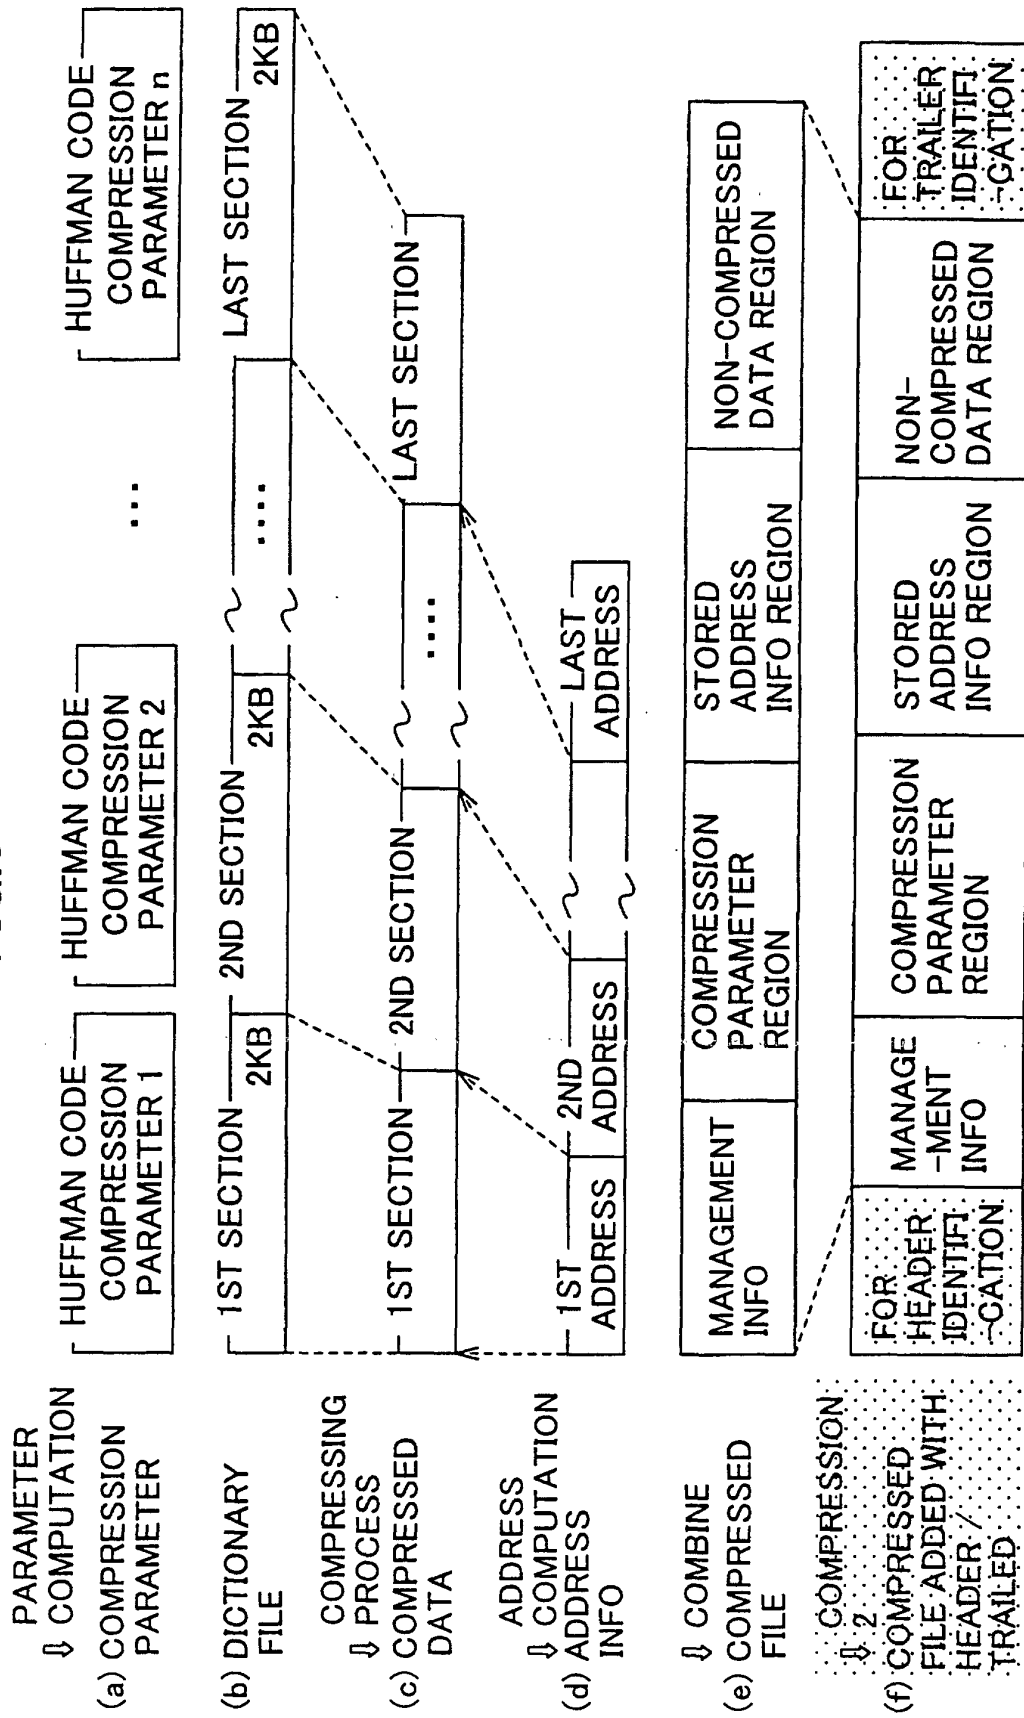 PARAMETER
⇩ COMPUTATION
(a) COMPRESSION
PARAMETER
HUFFMAN CODE
COMPRESSION
PARAMETER 1
HUFFMAN CODE
COMPRESSION
PARAMETER 2
...
HUFFMAN CODE
COMPRESSION
PARAMETER n
(b) DICTIONARY
FILE
1ST SECTION
2KB
2ND SECTION
2KB
....
LAST SECTION
2KB
COMPRESSING
⇩ PROCESS
(c) COMPRESSED
DATA
1ST SECTION
2ND SECTION
....
LAST SECTION
ADDRESS
⇩ COMPUTATION
(d) ADDRESS
INFO
1ST
ADDRESS
2ND
ADDRESS
LAST
ADDRESS
⇩ COMBINE
(e) COMPRESSED
FILE
MANAGEMENT
INFO
COMPRESSION
PARAMETER
REGION
STORED
ADDRESS
INFO REGION
NON-COMPRESSED
DATA REGION
COMPRESSION
⇩ 2
(f) COMPRESSED
FILE ADDED WITH
HEADER /
TRAILED
FOR
HEADER
IDENTIFI
-CATION
MANAGE
-MENT
INFO
COMPRESSION
PARAMETER
REGION
STORED
ADDRESS
INFO REGION
NON-
COMPRESSED
DATA REGION
FOR
TRAILER
IDENTIFI
-CATION